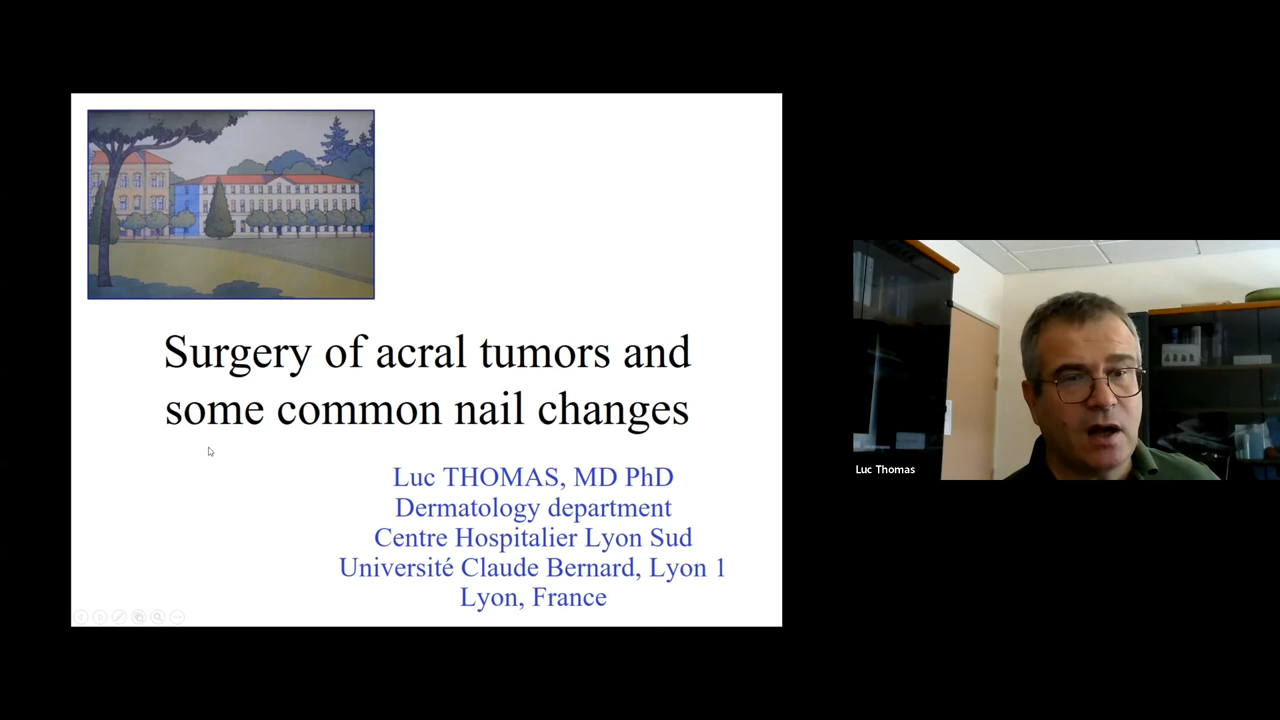 Surgery of acral tumors and
some common nail changes
Luc THOMAS, MD PhD
Dermatology department
Centre Hospitalier Lyon Sud
Université Claude Bernard, Lyon 1
Lyon, France
Luc Thomas